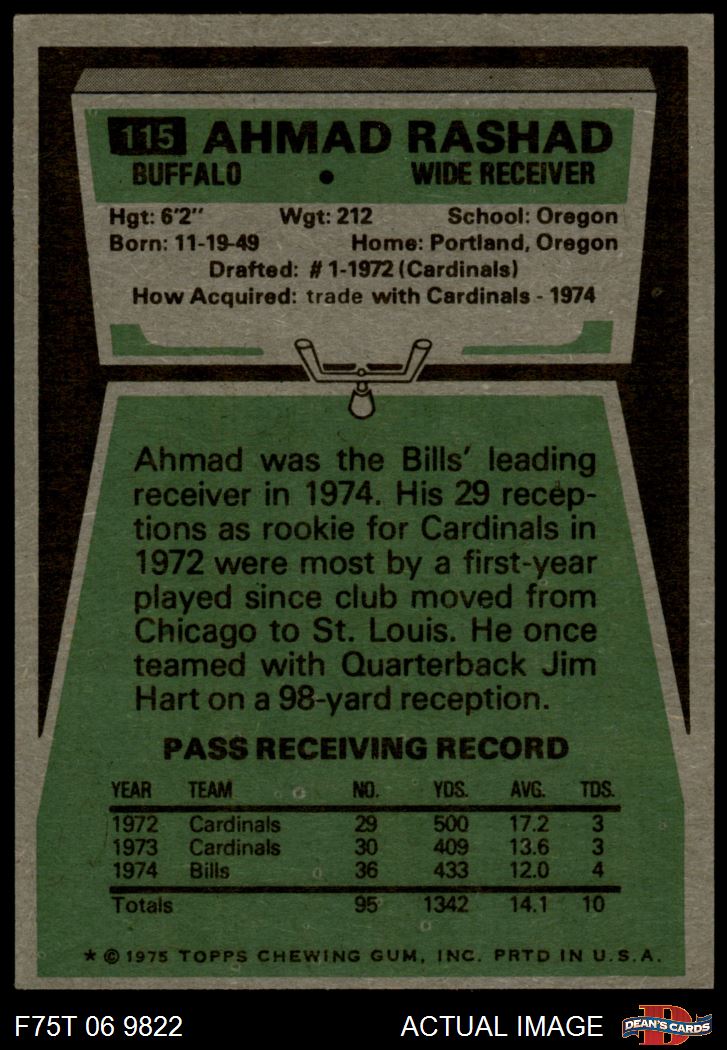 115 AHMAD RASHAD
BUFFALO • WIDE RECEIVER
Hgt: 6'2" Wgt: 212 School: Oregon
Born: 11-19-49 Home: Portland, Oregon
Drafted: #1-1972 (Cardinals)
How Acquired: trade with Cardinals - 1974
Ahmad was the Bills' leading
receiver in 1974. His 29 recep-
tions as rookie for Cardinals in
1972 were most by a first-year
played since club moved from
Chicago to St. Louis. He once
teamed with Quarterback Jim
Hart on a 98-yard reception.
PASS RECEIVING RECORD
YEAR TEAM NO. YDS. AVG. TDS.
1972 Cardinals 29 500 17.2 3
1973 Cardinals 30 409 13.6 3
1974 Bills 36 433 12.0 4
Totals 95 1342 14.1 10
* © 1975 TOPPS CHEWING GUM, INC. PRTD IN U.S.A.
F75T 06 9822 ACTUAL IMAGE DEAN'S CARDS